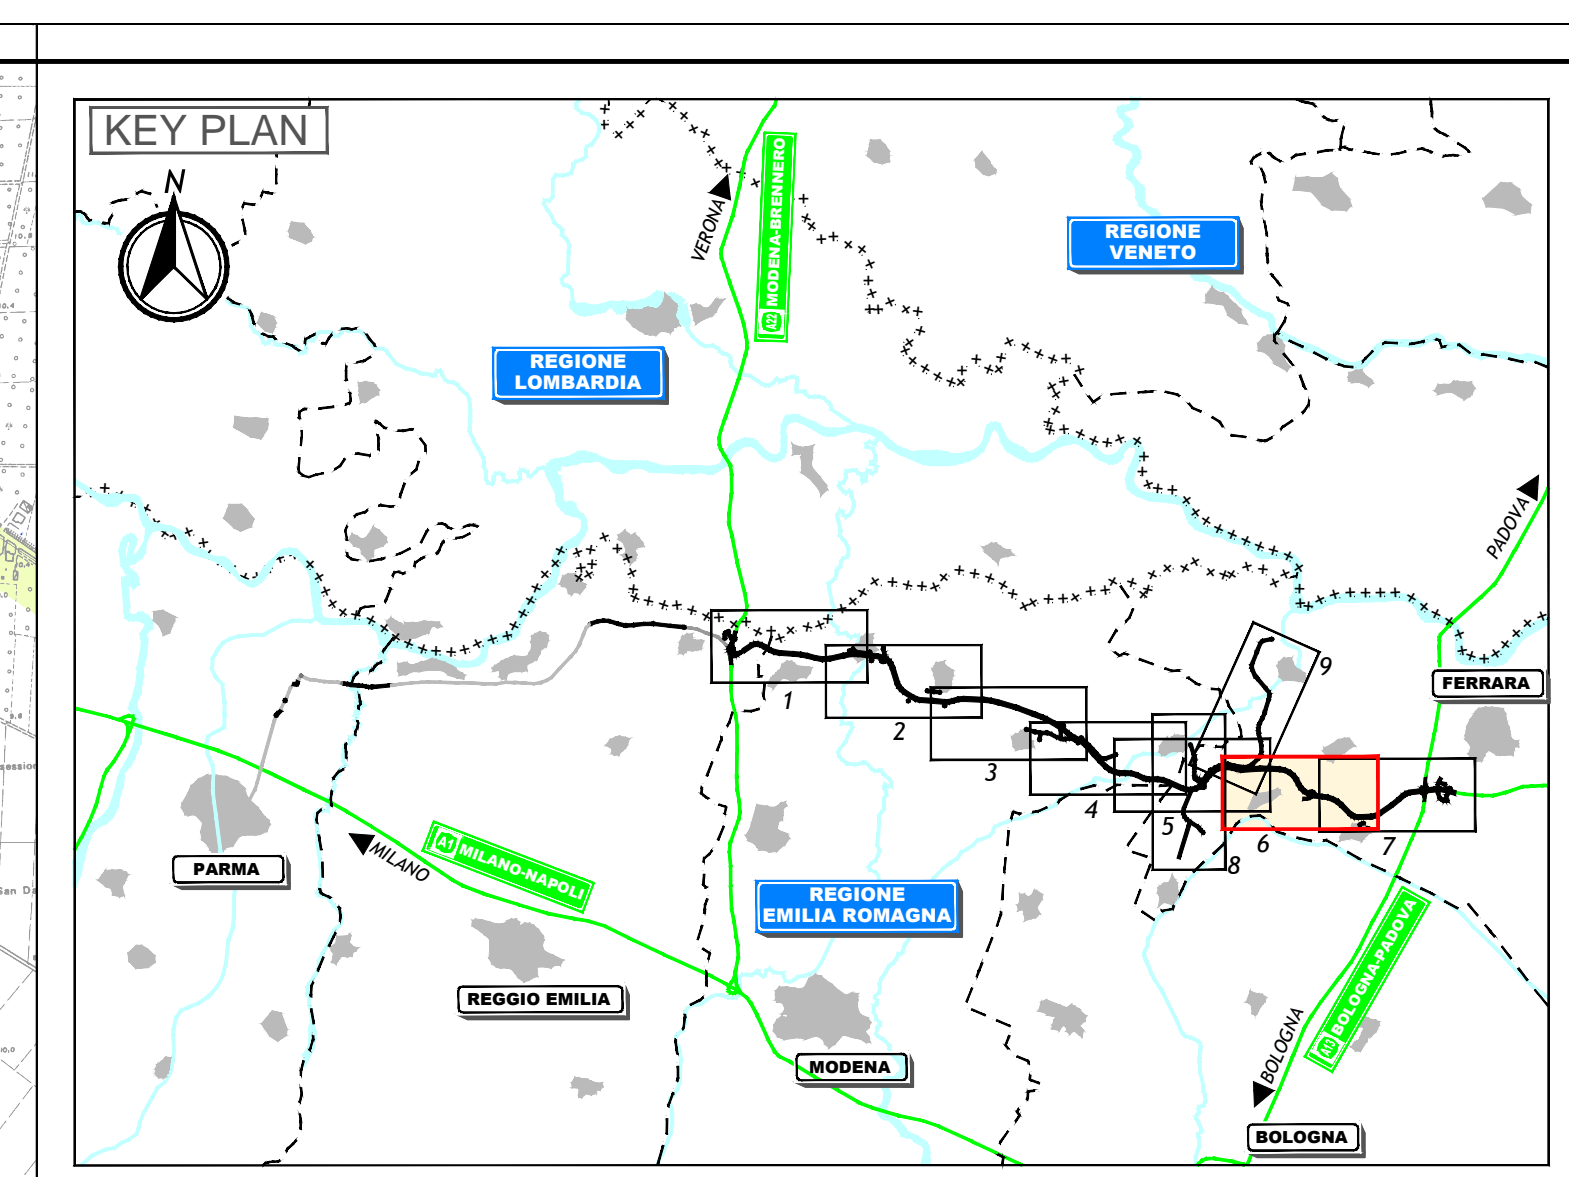 KEY PLAN
N
VERONA
A22 MODENA-BRENNERO
REGIONE
VENETO
REGIONE
LOMBARDIA
PADOVA
FERRARA
1
2
3
4
5
6
7
8
9
PARMA
MILANO
A1 MILANO-NAPOLI
REGIONE
EMILIA ROMAGNA
REGGIO EMILIA
MODENA
A13 BOLOGNA-PADOVA
BOLOGNA
BOLOGNA